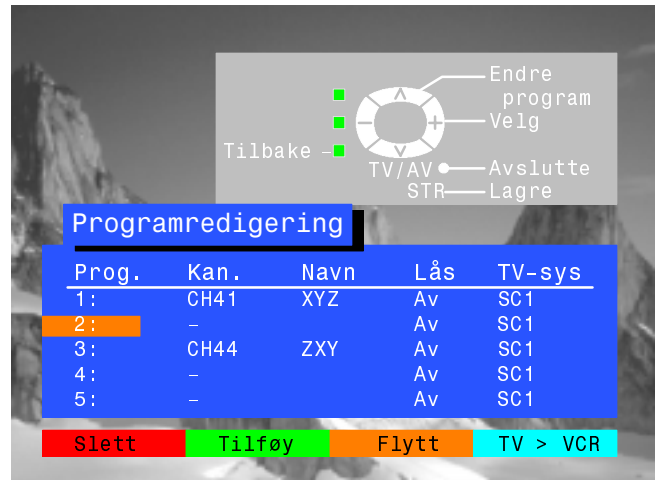 Endre
program
Velg
Tilbake
TV/AV Avslutte
STR Lagre
Programredigering
Prog. Kan. Navn Lås TV-sys
1: CH41 XYZ Av SC1
2: – Av SC1
3: CH44 ZXY Av SC1
4: – Av SC1
5: – Av SC1
Slett Tilføy Flytt TV > VCR